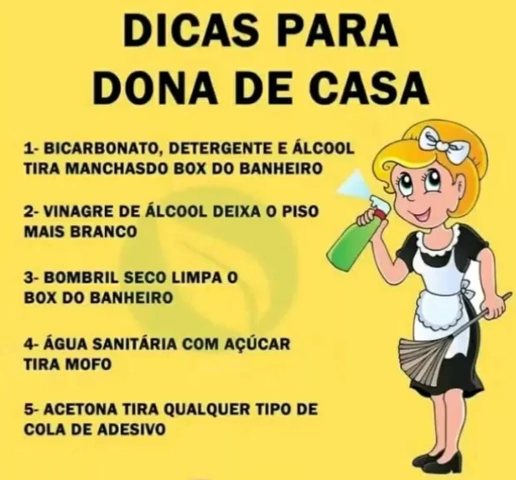 DICAS PARA
DONA DE CASA
1- BICARBONATO, DETERGENTE E ÁLCOOL
TIRA MANCHASDO BOX DO BANHEIRO
2- VINAGRE DE ÁLCOOL DEIXA O PISO
MAIS BRANCO
3- BOMBRIL SECO LIMPA O
BOX DO BANHEIRO
4- ÁGUA SANITÁRIA COM AÇÚCAR
TIRA MOFO
5- ACETONA TIRA QUALQUER TIPO DE
COLA DE ADESIVO